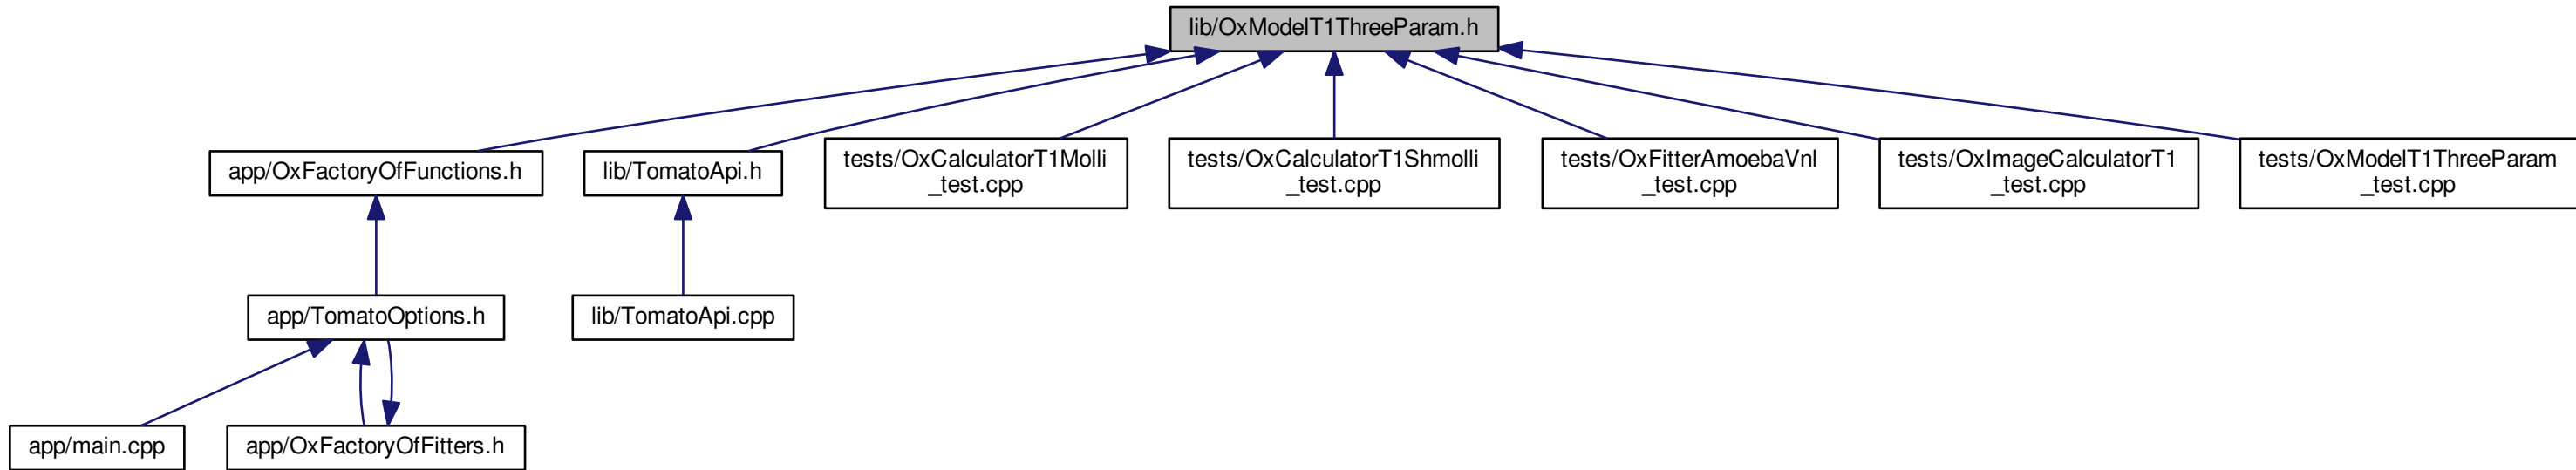 lib/OxModelT1ThreeParam.h
app/OxFactoryOfFunctions.h
lib/TomatoApi.h
tests/OxCalculatorT1Molli
_test.cpp
tests/OxCalculatorT1Shmolli
_test.cpp
tests/OxFitterAmoebaVnl
_test.cpp
tests/OxImageCalculatorT1
_test.cpp
tests/OxModelT1ThreeParam
_test.cpp
app/TomatoOptions.h
lib/TomatoApi.cpp
app/main.cpp
app/OxFactoryOfFitters.h